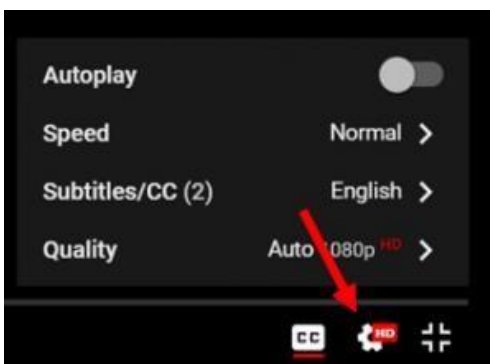 Autoplay
Speed Normal
Subtitles/CC (2) English
Quality Auto 1080p HD
CC HD